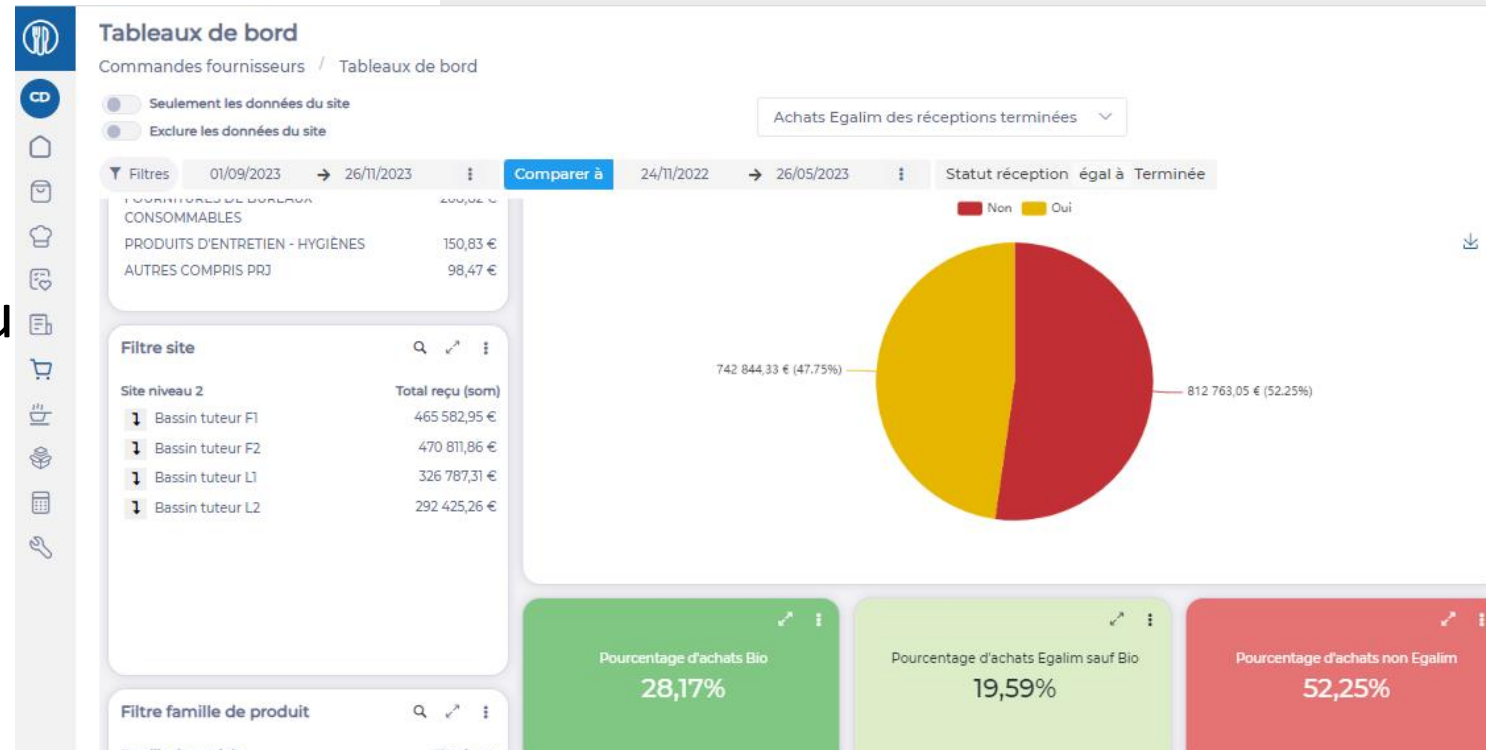 Tableaux de bord
Commandes fournisseurs / Tableaux de bord
CD
Seulement les données du site
Exclure les données du site
Achats Egalim des réceptions terminées
Filtres 01/09/2023 → 26/11/2023 Comparer à 24/11/2022 → 26/05/2023 Statut réception égal à Terminée
CONSOMMABLES
PRODUITS D'ENTRETIEN - HYGIÈNES 150,83 €
AUTRES COMPRIS PRJ 98,47 €
Non Oui
742 844,33 € (47.75%)
812 763,05 € (52.25%)
u
Filtre site
Site niveau 2 Total reçu (som)
Bassin tuteur F1 465 582,95 €
Bassin tuteur F2 470 811,86 €
Bassin tuteur L1 326 787,31 €
Bassin tuteur L2 292 425,26 €
Pourcentage d'achats Bio
28,17%
Pourcentage d'achats Egalim sauf Bio
19,59%
Pourcentage d'achats non Egalim
52,25%
Filtre famille de produit